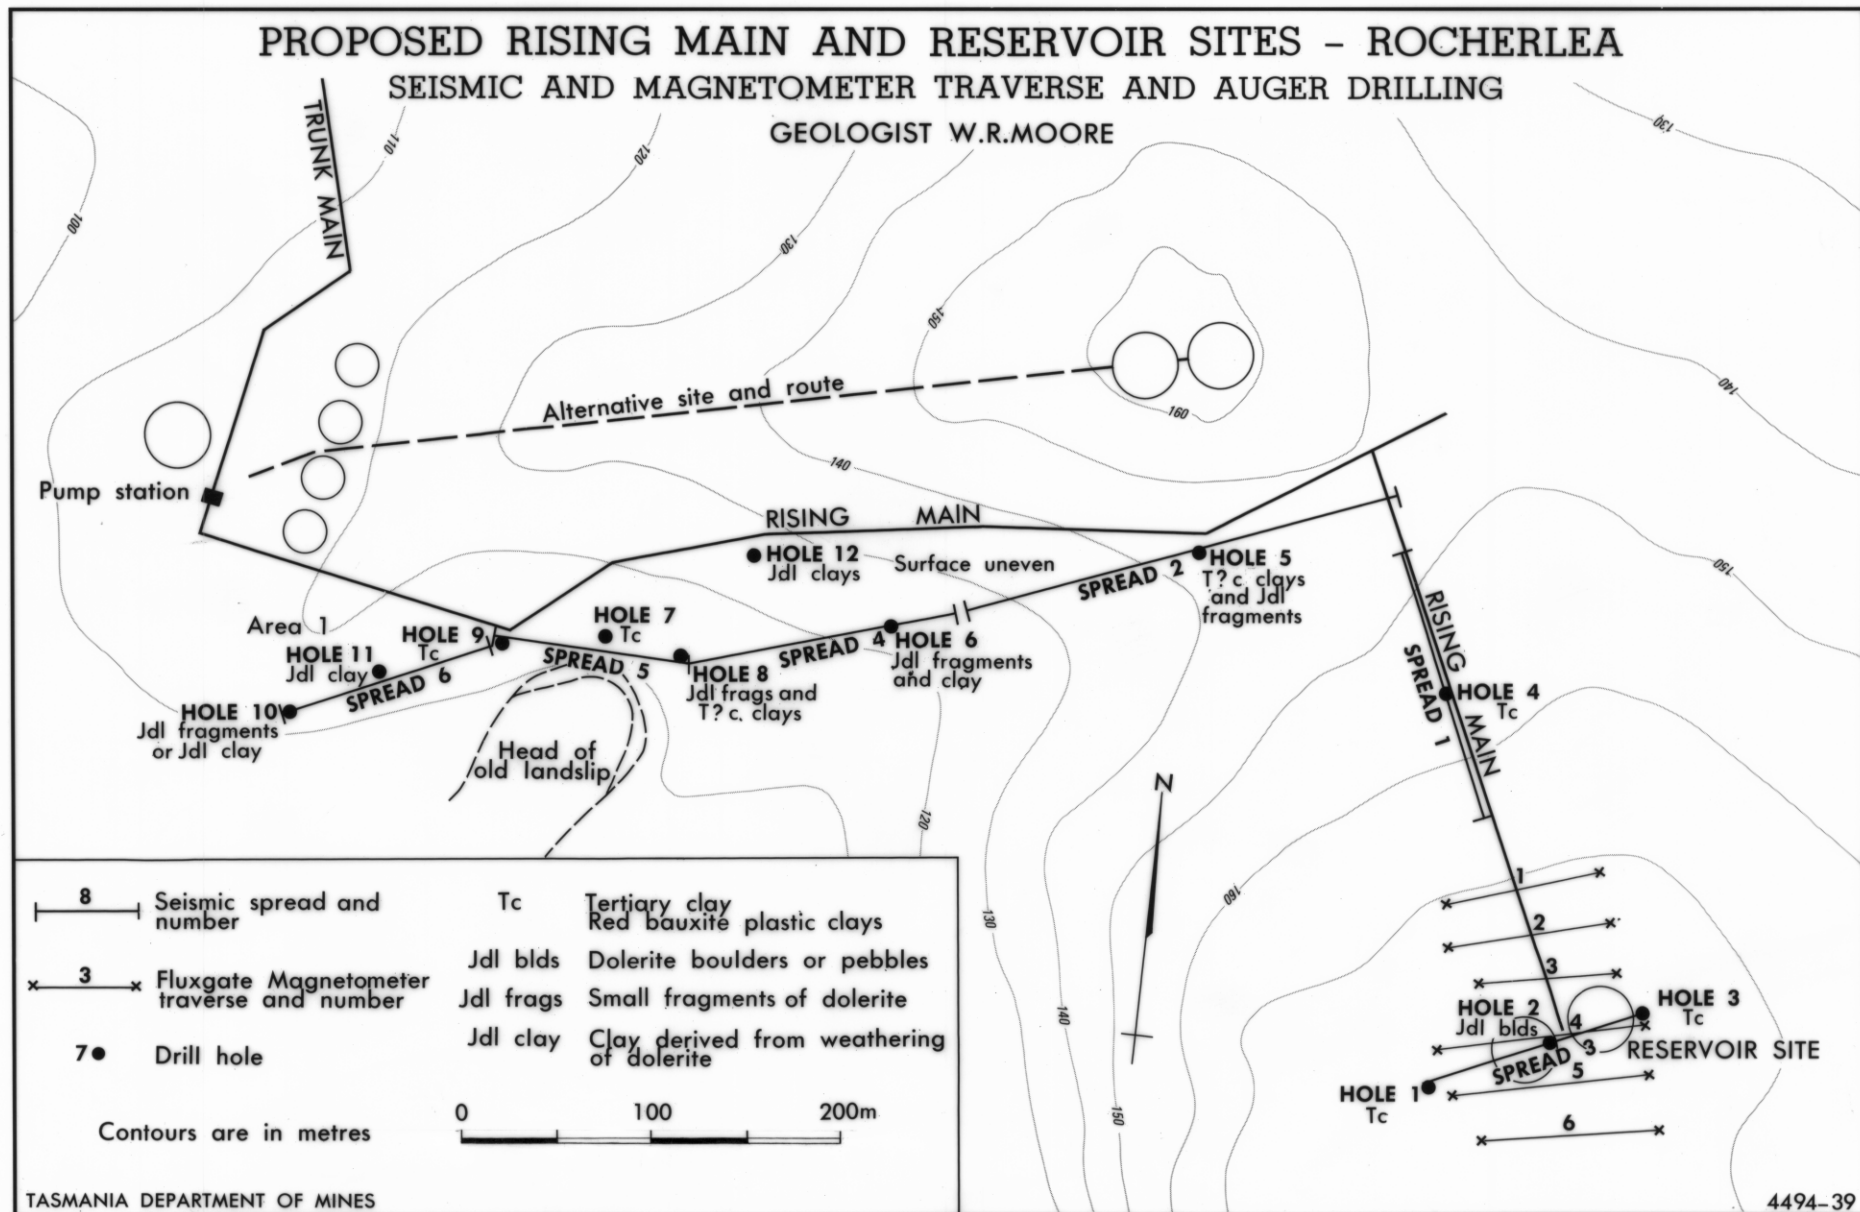 PROPOSED RISING MAIN AND RESERVOIR SITES – ROCHERLEA
SEISMIC AND MAGNETOMETER TRAVERSE AND AUGER DRILLING
GEOLOGIST W.R.MOORE
TRUNK MAIN
100
110
120
130
130
140
150
160
150
140
Alternative site and route
Pump station
RISING MAIN
HOLE 12
Jdl clays
Surface uneven
HOLE 5
T?c clays
and Jdl
fragments
SPREAD 2
Area 1
HOLE 11
Jdl clay
HOLE 9
Tc
HOLE 7
Tc
SPREAD 6
SPREAD 5
HOLE 8
Jdl frags and
T?c. clays
SPREAD 4
HOLE 6
Jdl fragments
and clay
HOLE 10
Jdl fragments
or Jdl clay
Head of
old landslip
RISING MAIN
SPREAD 1
HOLE 4
Tc
N
120
130
140
150
160
1
2
3
4
5
6
HOLE 2
Jdl blds
HOLE 3
Tc
SPREAD 3
RESERVOIR SITE
HOLE 1
Tc
8
Seismic spread and
number
3
Fluxgate Magnetometer
traverse and number
7
Drill hole
Tc
Tertiary clay
Red bauxite plastic clays
Jdl blds Dolerite boulders or pebbles
Jdl frags Small fragments of dolerite
Jdl clay Clay derived from weathering
of dolerite
Contours are in metres
0 100 200m
TASMANIA DEPARTMENT OF MINES
4494–39